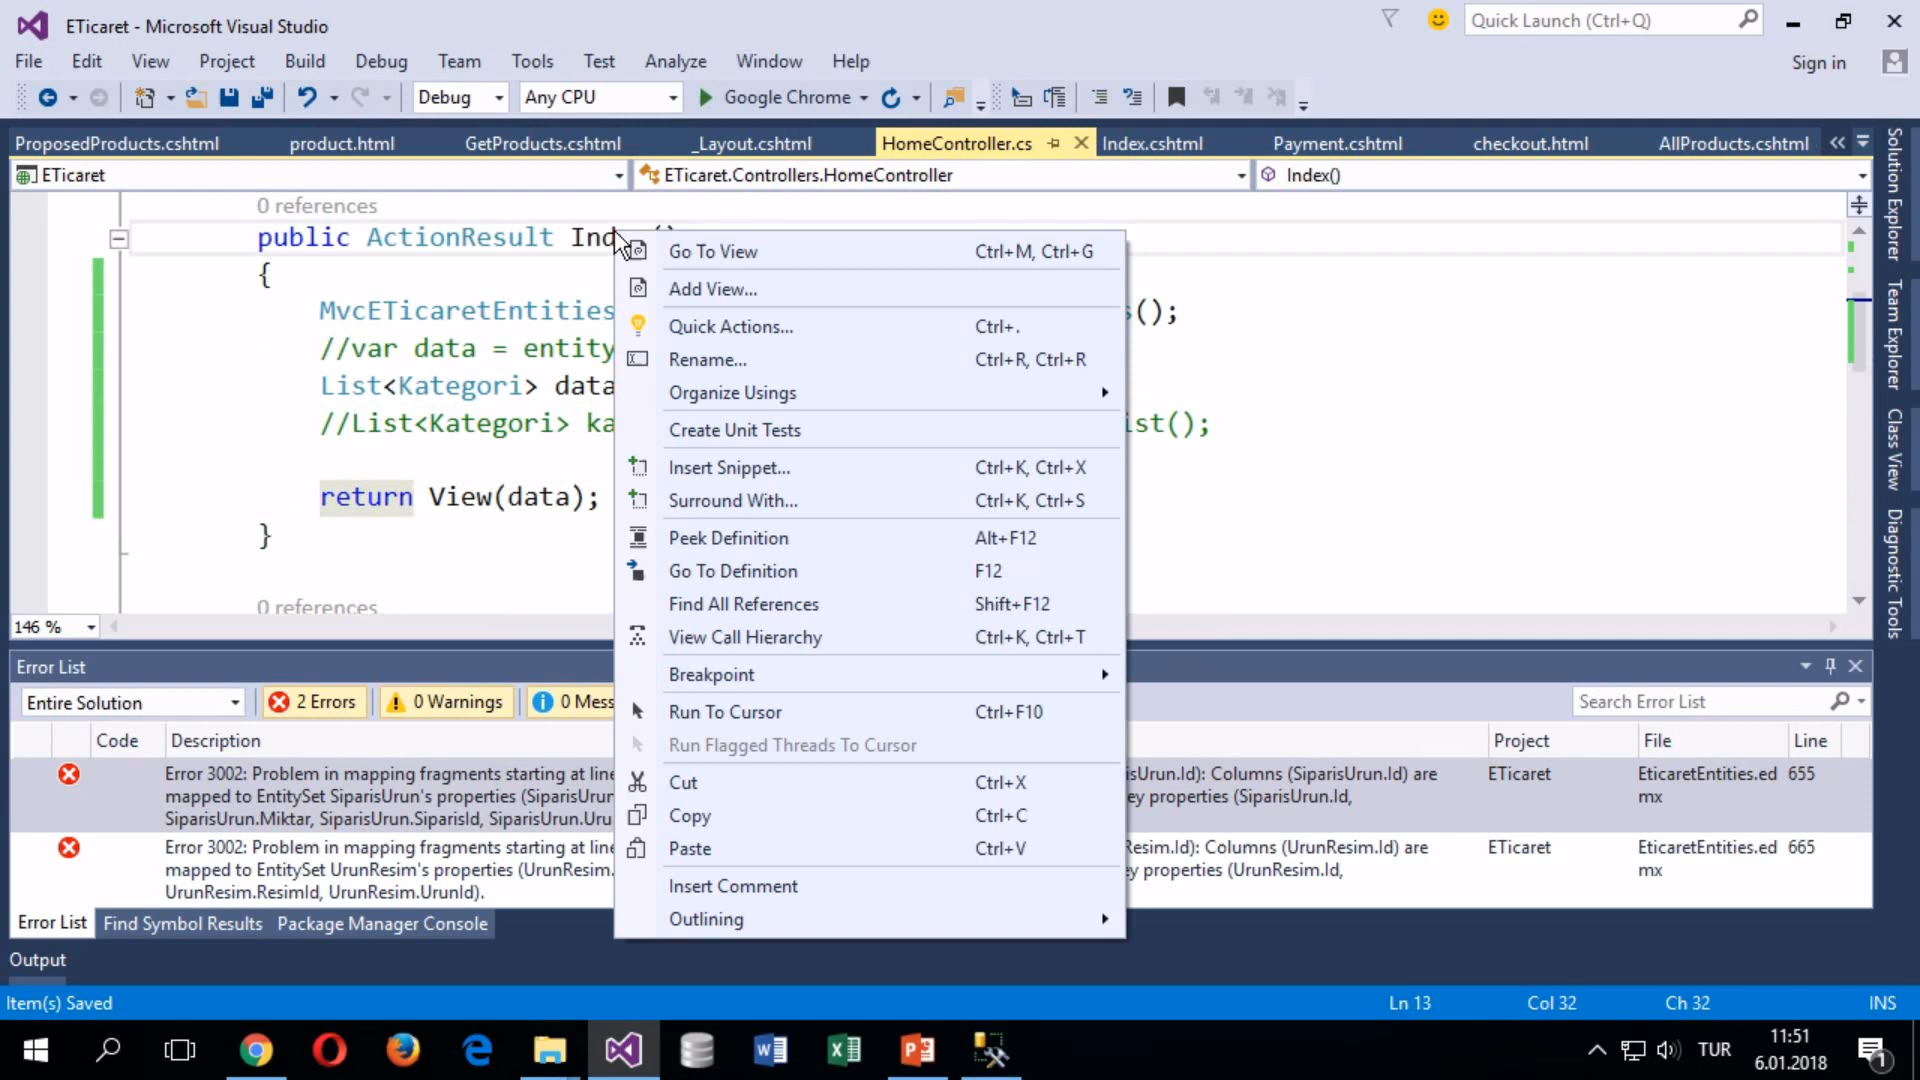 ETicaret - Microsoft Visual Studio
Quick Launch (Ctrl+Q)
File Edit View Project Build Debug Team Tools Test Analyze Window Help
Sign in
Debug Any CPU Google Chrome
ProposedProducts.cshtml product.html GetProducts.cshtml _Layout.cshtml HomeController.cs Index.cshtml Payment.cshtml checkout.html AllProducts.cshtml
ETicaret ETicaret.Controllers.HomeController Index()
0 references
public ActionResult Ind
{
MvcETicaretEntities s();
//var data = entity
List<Kategori> data
//List<Kategori> ka ist();
return View(data);
}
0 references
146 %
Go To View Ctrl+M, Ctrl+G
Add View...
Quick Actions... Ctrl+.
Rename... Ctrl+R, Ctrl+R
Organize Usings
Create Unit Tests
Insert Snippet... Ctrl+K, Ctrl+X
Surround With... Ctrl+K, Ctrl+S
Peek Definition Alt+F12
Go To Definition F12
Find All References Shift+F12
View Call Hierarchy Ctrl+K, Ctrl+T
Breakpoint
Run To Cursor Ctrl+F10
Run Flagged Threads To Cursor
Cut Ctrl+X
Copy Ctrl+C
Paste Ctrl+V
Insert Comment
Outlining
Solution Explorer
Team Explorer
Class View
Diagnostic Tools
Error List
Entire Solution 2 Errors 0 Warnings 0 Mess
Search Error List
Code Description Project File Line
Error 3002: Problem in mapping fragments starting at line isUrun.Id): Columns (SiparisUrun.Id) are ETicaret EticaretEntities.ed 655
mapped to EntitySet SiparisUrun's properties (SiparisUrun ey properties (SiparisUrun.Id, mx
SiparisUrun.Miktar, SiparisUrun.SiparisId, SiparisUrun.Uru
Error 3002: Problem in mapping fragments starting at line Resim.Id): Columns (UrunResim.Id) are ETicaret EticaretEntities.ed 665
mapped to EntitySet UrunResim's properties (UrunResim. ey properties (UrunResim.Id, mx
UrunResim.ResimId, UrunResim.UrunId).
Error List Find Symbol Results Package Manager Console
Output
Item(s) Saved Ln 13 Col 32 Ch 32 INS
TUR
11:51
6.01.2018
1